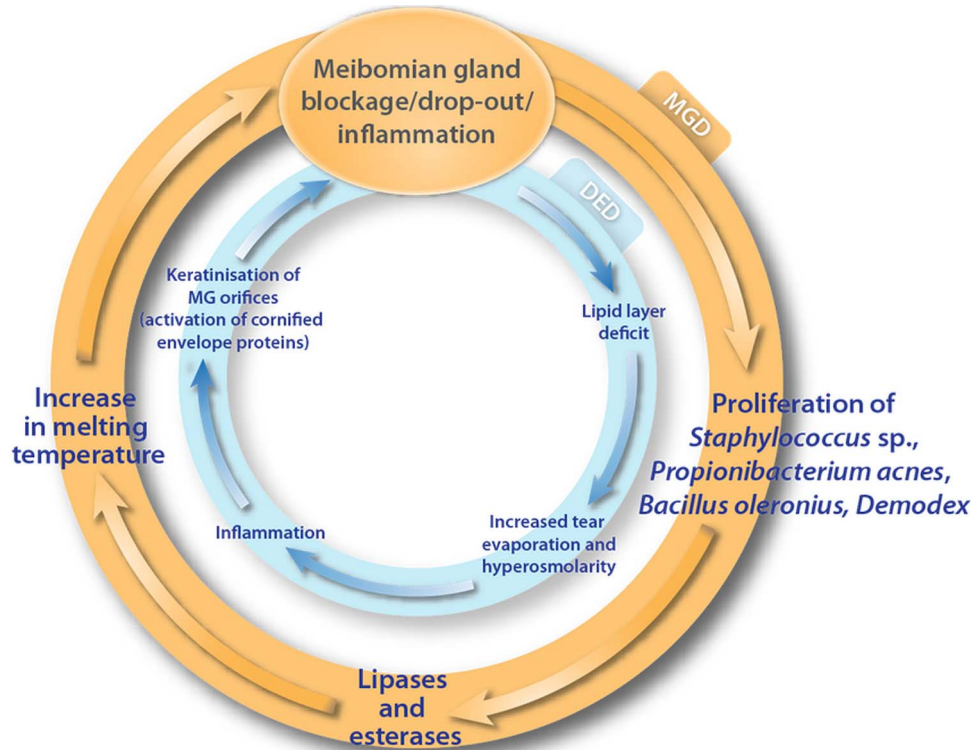 Meibomian gland
blockage/drop-out/
inflammation
MGD
DED
Keratinisation of
MG orifices
(activation of cornified
envelope proteins)
Lipid layer
deficit
Increase
in melting
temperature
Proliferation of
Staphylococcus sp.,
Propionibacterium acnes,
Bacillus oleronius, Demodex
Inflammation
Increased tear
evaporation and
hyperosmolarity
Lipases
and
esterases